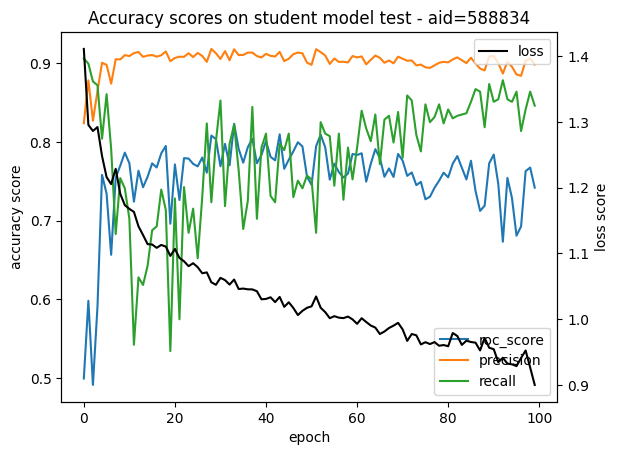 Accuracy scores on student model test - aid=588834
loss
accuracy score
0.9
0.8
0.7
0.6
0.5
1.4
1.3
1.2
1.1
1.0
0.9
loss score
roc_score
precision
recall
0
20
40
60
80
100
epoch